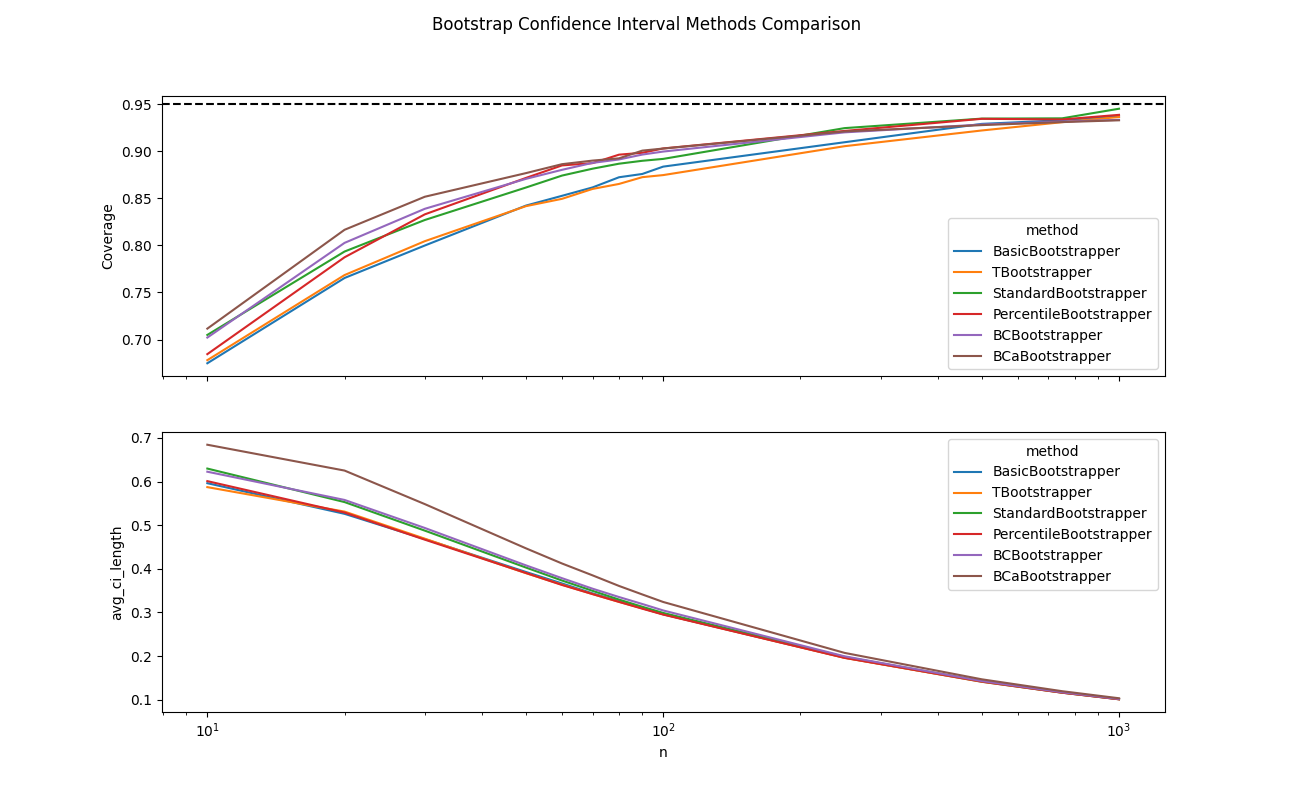 Bootstrap Confidence Interval Methods Comparison
0.95
0.90
0.85
0.80
0.75
0.70
Coverage
method
BasicBootstrapper
TBootstrapper
StandardBootstrapper
PercentileBootstrapper
BCBootstrapper
BCaBootstrapper
0.7
0.6
0.5
0.4
0.3
0.2
0.1
avg_ci_length
method
BasicBootstrapper
TBootstrapper
StandardBootstrapper
PercentileBootstrapper
BCBootstrapper
BCaBootstrapper
10¹ 10² 10³
n